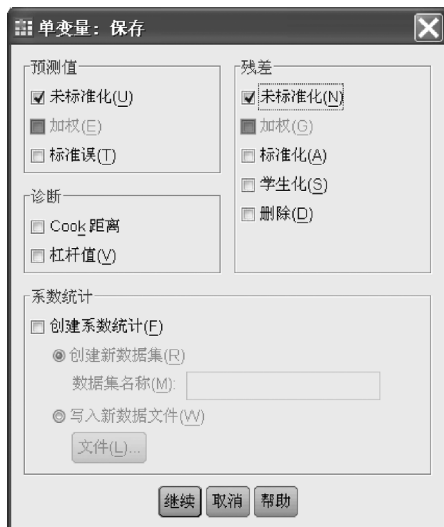 单变量：保存
预测值
未标准化(U)
加权(E)
标准误(T)
诊断
Cook 距离
杠杆值(V)
残差
未标准化(N)
加权(G)
标准化(A)
学生化(S)
删除(D)
系数统计
创建系数统计(F)
创建新数据集(R)
数据集名称(M):
写入新数据文件(W)
文件(L)...
继续 取消 帮助